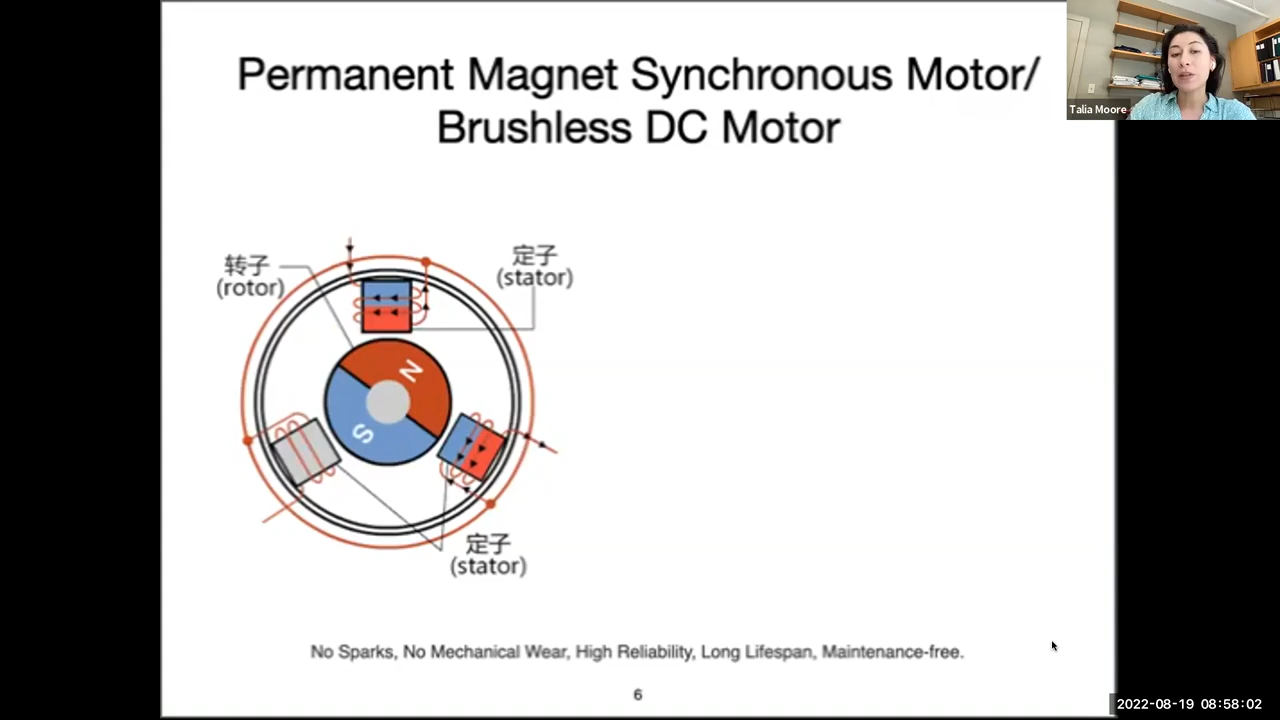 Permanent Magnet Synchronous Motor/
Brushless DC Motor
Talia Moore
转子
(rotor)
定子
(stator)
N
S
定子
(stator)
No Sparks, No Mechanical Wear, High Reliability, Long Lifespan, Maintenance-free.
6
2022-08-19 08:58:02